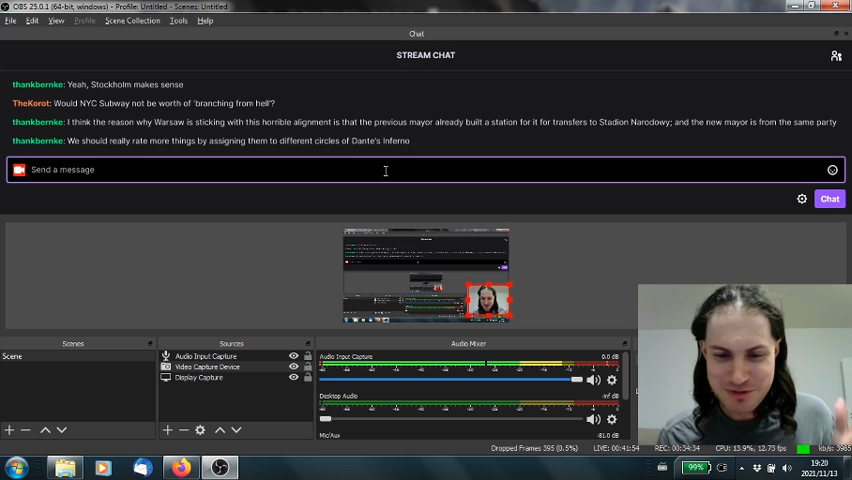 OBS 25.0.1 (64-bit, windows) - Profile: Untitled - Scenes: Untitled
File Edit View Profile Scene Collection Tools Help
Chat
STREAM CHAT
thankbernke: Yeah, Stockholm makes sense
TheKorot: Would NYC Subway not be worth of 'branching from hell'?
thankbernke: I think the reason why Warsaw is sticking with this horrible alignment is that the previous mayor already built a station for it for transfers to Stadion Narodowy; and the new mayor is from the same party
thankbernke: We should really rate more things by assigning them to different circles of Dante's Inferno
Send a message
Chat
Scenes
Sources
Audio Mixer
Scene
Audio Input Capture
Video Capture Device
Display Capture
Audio Input Capture 0.0 dB
Desktop Audio -inf dB
Mic/Aux -81.0 dB
Dropped Frames 395 (0.5%) LIVE: 00:41:54 REC: 00:34:34 CPU: 13.9%, 12.73 fps kb/s: 3985
99%
19:20
2021/11/13